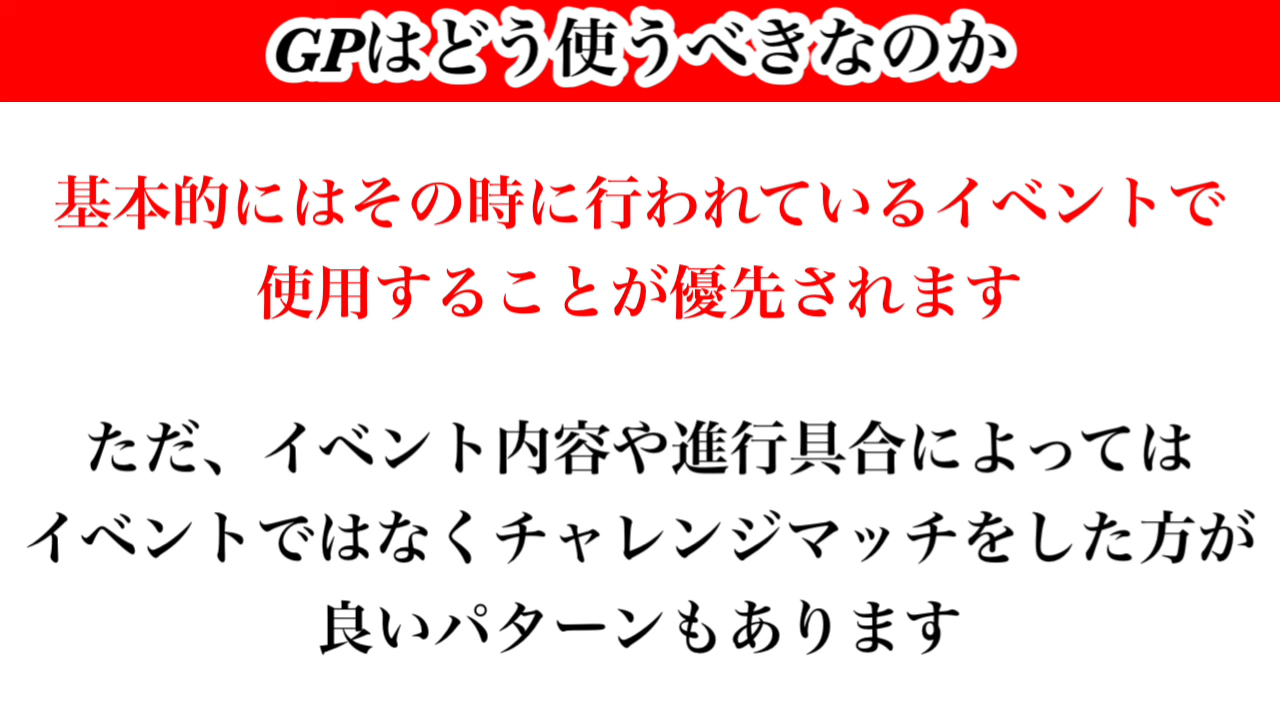 GPはどう使うべきなのか
基本的にはその時に行われているイベントで
使用することが優先されます
ただ、イベント内容や進行具合によっては
イベントではなくチャレンジマッチをした方が
良いパターンもあります